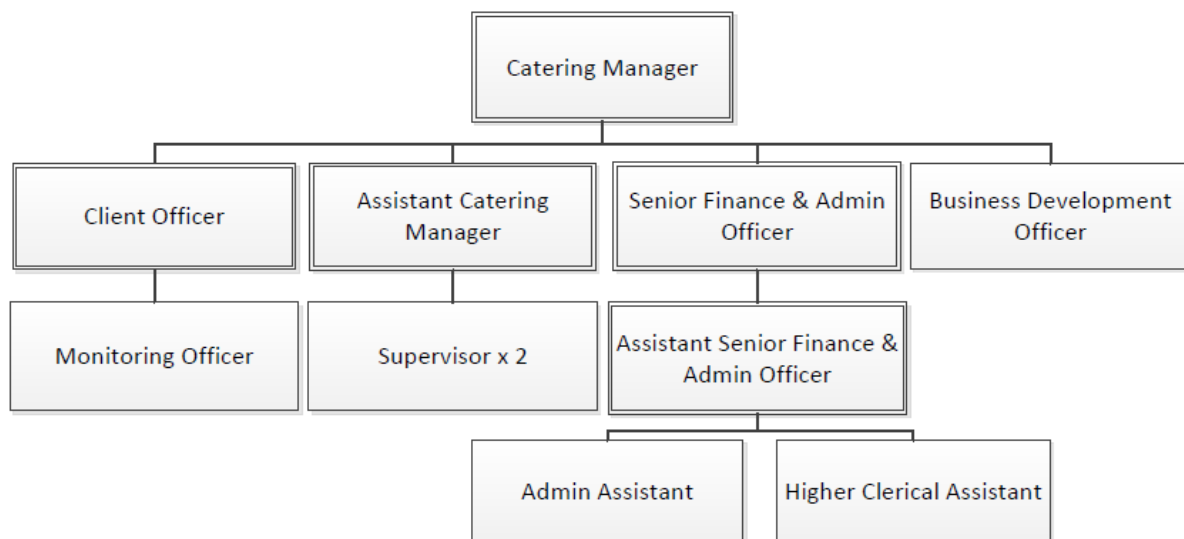 Catering Manager
Client Officer
Assistant Catering
Manager
Senior Finance & Admin
Officer
Business Development
Officer
Monitoring Officer
Supervisor x 2
Assistant Senior Finance &
Admin Officer
Admin Assistant
Higher Clerical Assistant